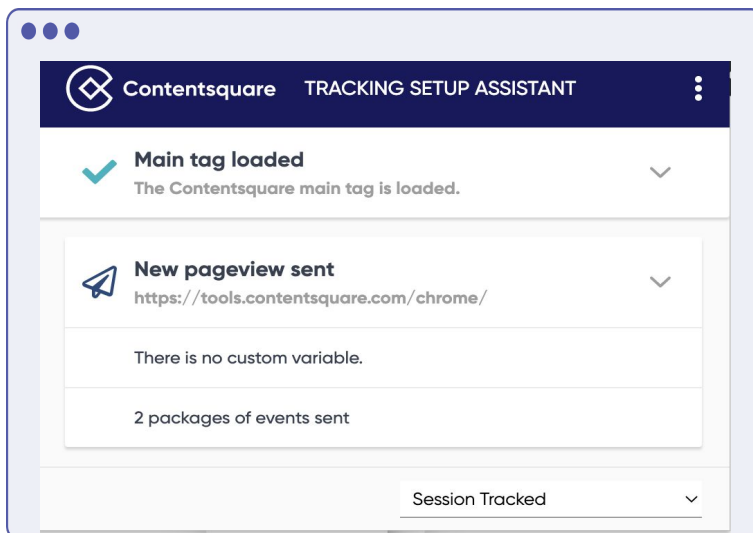 Contentsquare TRACKING SETUP ASSISTANT
Main tag loaded
The Contentsquare main tag is loaded.
New pageview sent
https://tools.contentsquare.com/chrome/
There is no custom variable.
2 packages of events sent
Session Tracked